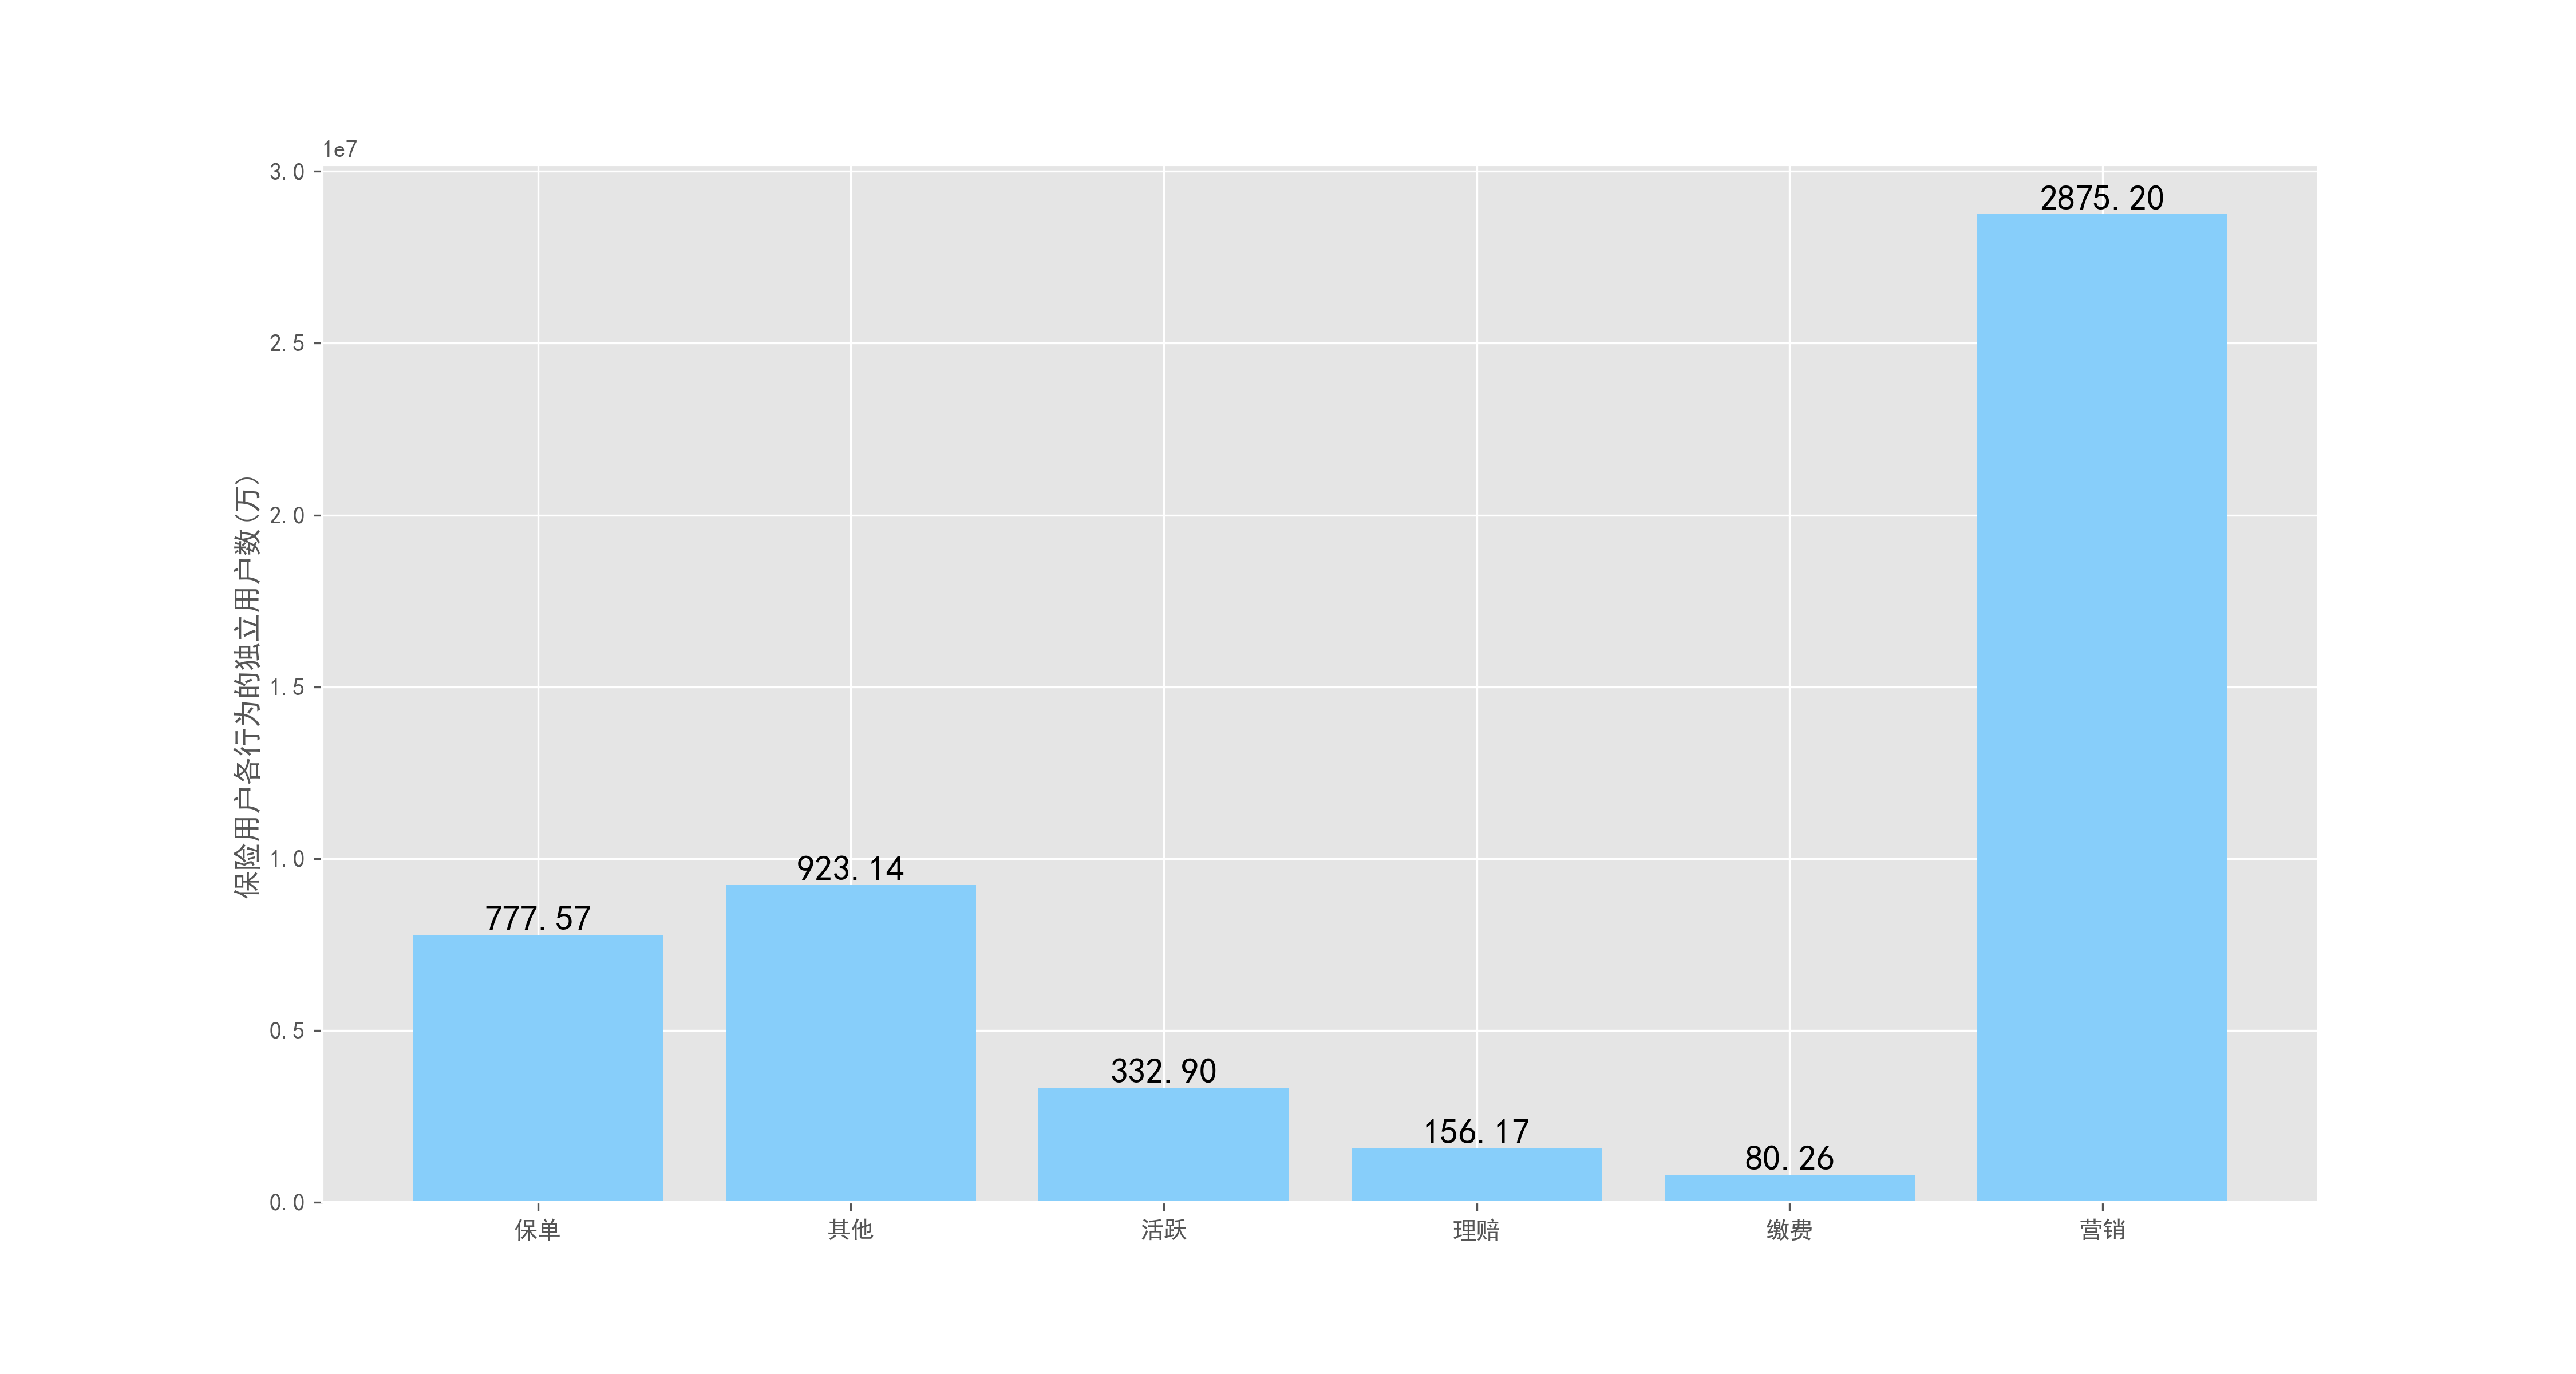 1e7
3.0
2.5
2.0
1.5
1.0
0.5
0.0
保险用户各行为的独立用户数(万)
777.57
923.14
332.90
156.17
80.26
2875.20
保单
其他
活跃
理赔
缴费
营销